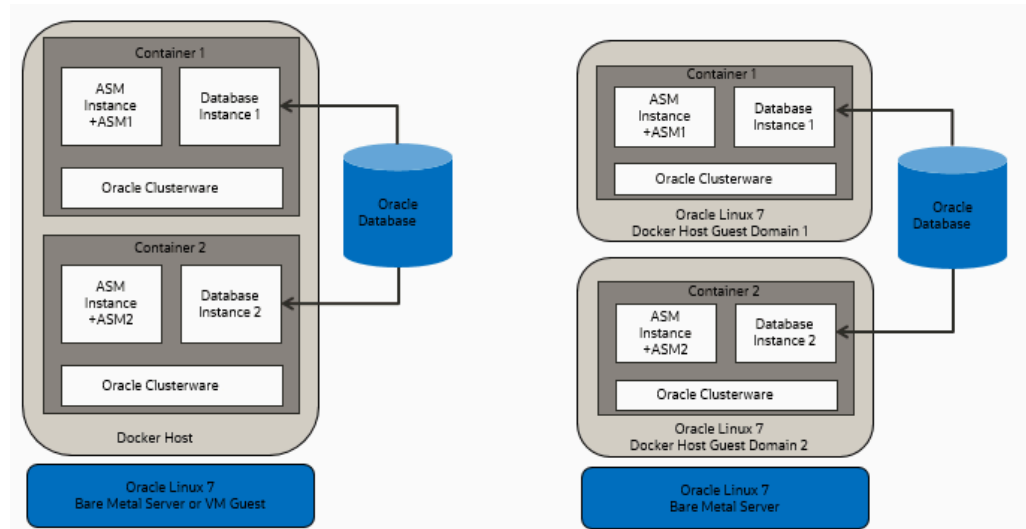 Container 1
ASM
Instance
+ASM1
Database
Instance 1
Oracle Clusterware
Container 2
ASM
Instance
+ASM2
Database
Instance 2
Oracle Clusterware
Docker Host
Oracle Linux 7
Bare Metal Server or VM Guest
Oracle
Database
Container 1
ASM
Instance
+ASM1
Database
Instance 1
Oracle Clusterware
Oracle Linux 7
Docker Host Guest Domain 1
Container 2
ASM
Instance
+ASM2
Database
Instance 2
Oracle Clusterware
Oracle Linux 7
Docker Host Guest Domain 2
Oracle Linux 7
Bare Metal Server
Oracle
Database